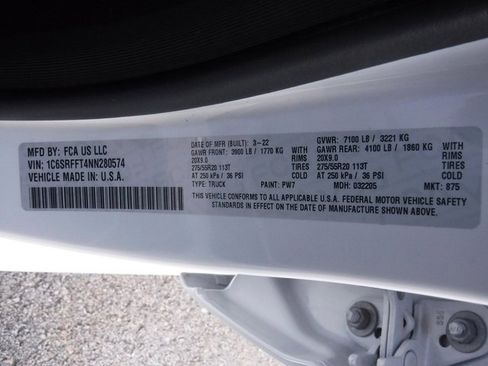 MFD BY: FCA US LLC
VIN: 1C6SRFFT4NN280574
VEHICLE MADE IN: U.S.A.
DATE OF MFR (BUILT): 3-22 GVWR: 7100 LB / 3221 KG
GAWR FRONT: 3900 LB / 1770 KG GAWR REAR: 4100 LB / 1860 KG
20X9.0 RIMS 20X9.0 RIMS
275/55R20 113T TIRES 275/55R20 113T TIRES
AT 250 kPa / 36 PSI COLD AT 250 kPa / 36 PSI COLD
TYPE: TRUCK PAINT: PW7 MDH: 032205 MKT: 875
THIS VEHICLE CONFORMS TO ALL APPLICABLE U.S.A. FEDERAL MOTOR VEHICLE SAFETY
STANDARDS IN EFFECT ON THE DATE OF MANUFACTURE SHOWN ABOVE.